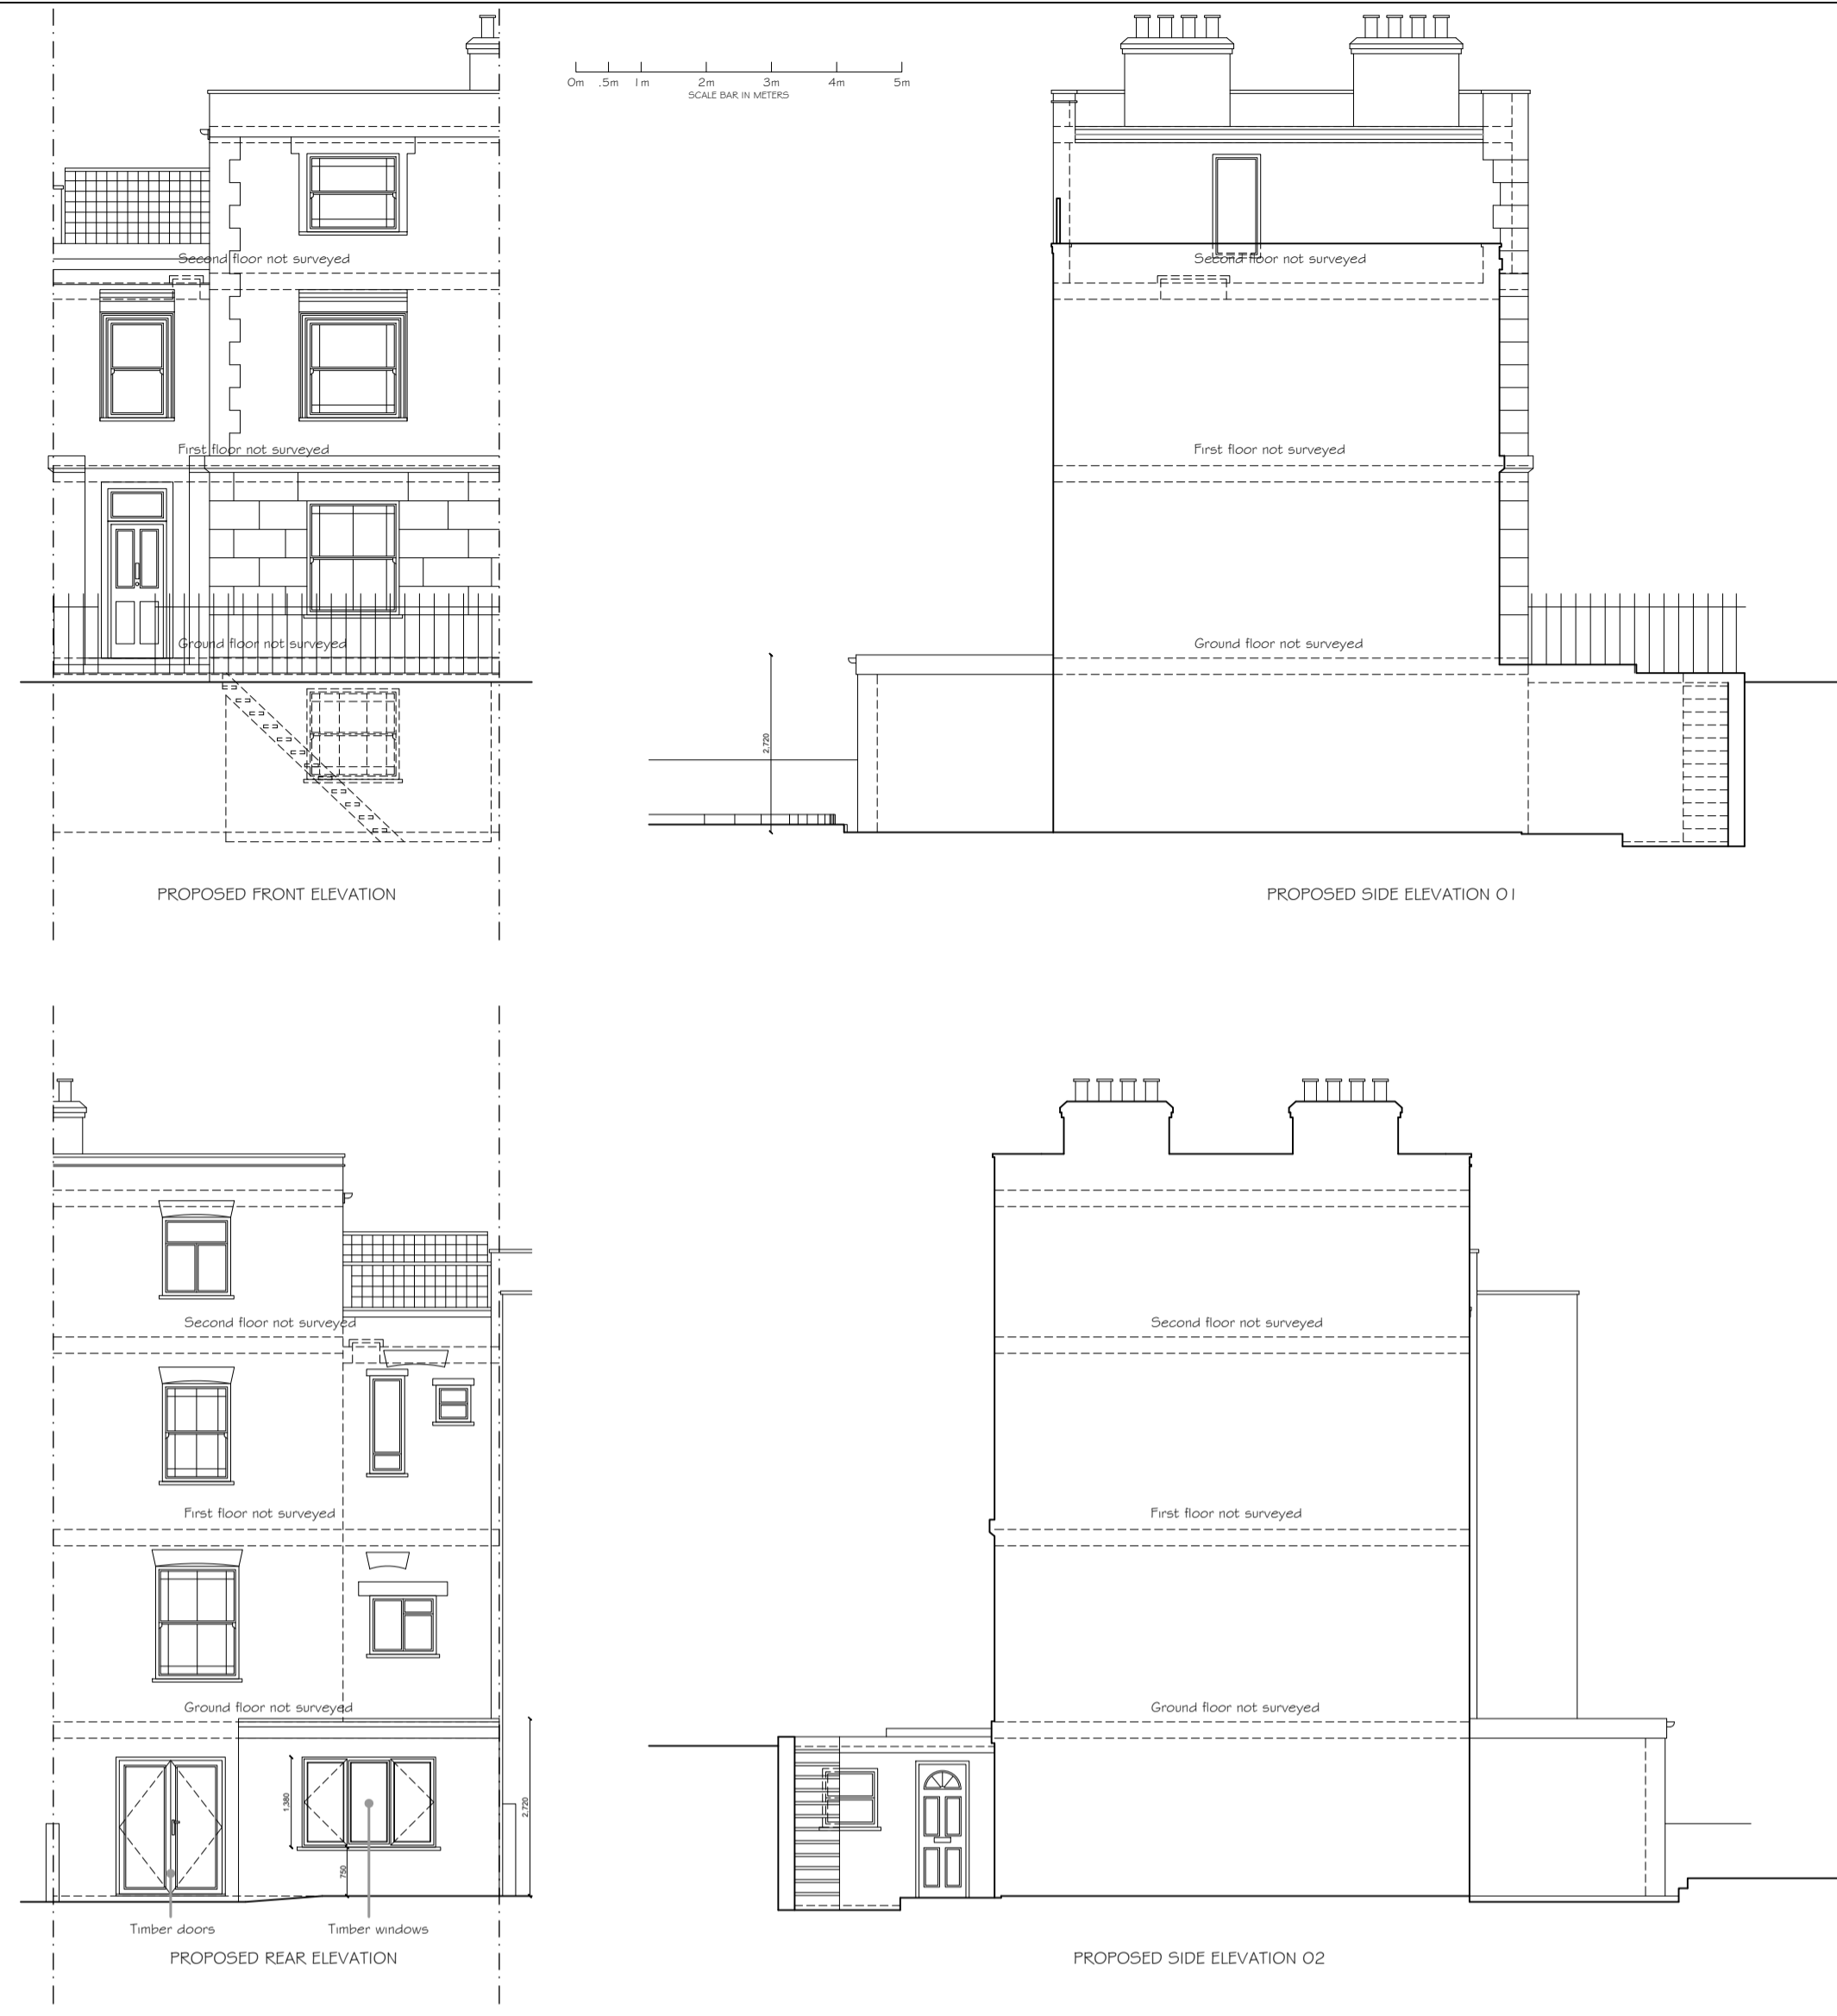 0m .5m 1m 2m 3m 4m 5m
SCALE BAR IN METERS
Second floor not surveyed
First floor not surveyed
Ground floor not surveyed
PROPOSED FRONT ELEVATION
Second floor not surveyed
First floor not surveyed
Ground floor not surveyed
2,720
PROPOSED SIDE ELEVATION 01
Second floor not surveyed
First floor not surveyed
Ground floor not surveyed
1,380
750
2,720
Timber doors
Timber windows
PROPOSED REAR ELEVATION
Second floor not surveyed
First floor not surveyed
Ground floor not surveyed
PROPOSED SIDE ELEVATION 02